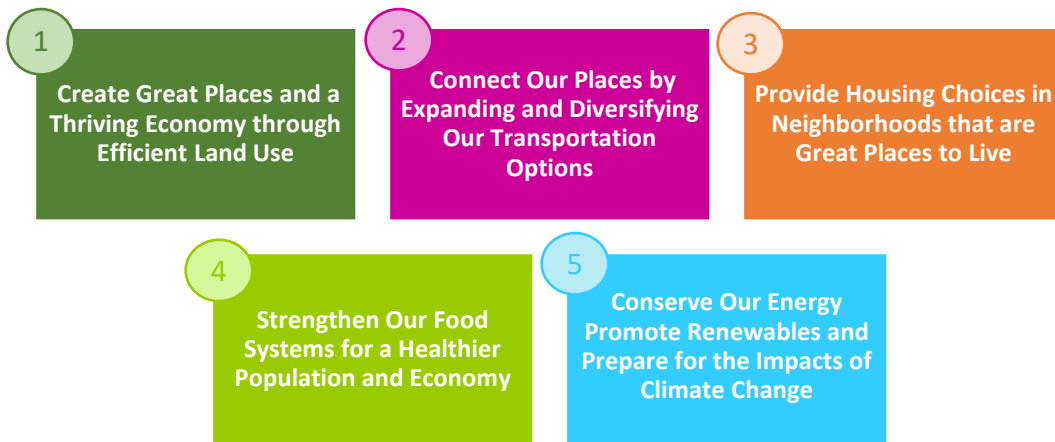 1
Create Great Places and a
Thriving Economy through
Efficient Land Use
2
Connect Our Places by
Expanding and Diversifying
Our Transportation
Options
3
Provide Housing Choices in
Neighborhoods that are
Great Places to Live
4
Strengthen Our Food
Systems for a Healthier
Population and Economy
5
Conserve Our Energy
Promote Renewables and
Prepare for the Impacts of
Climate Change